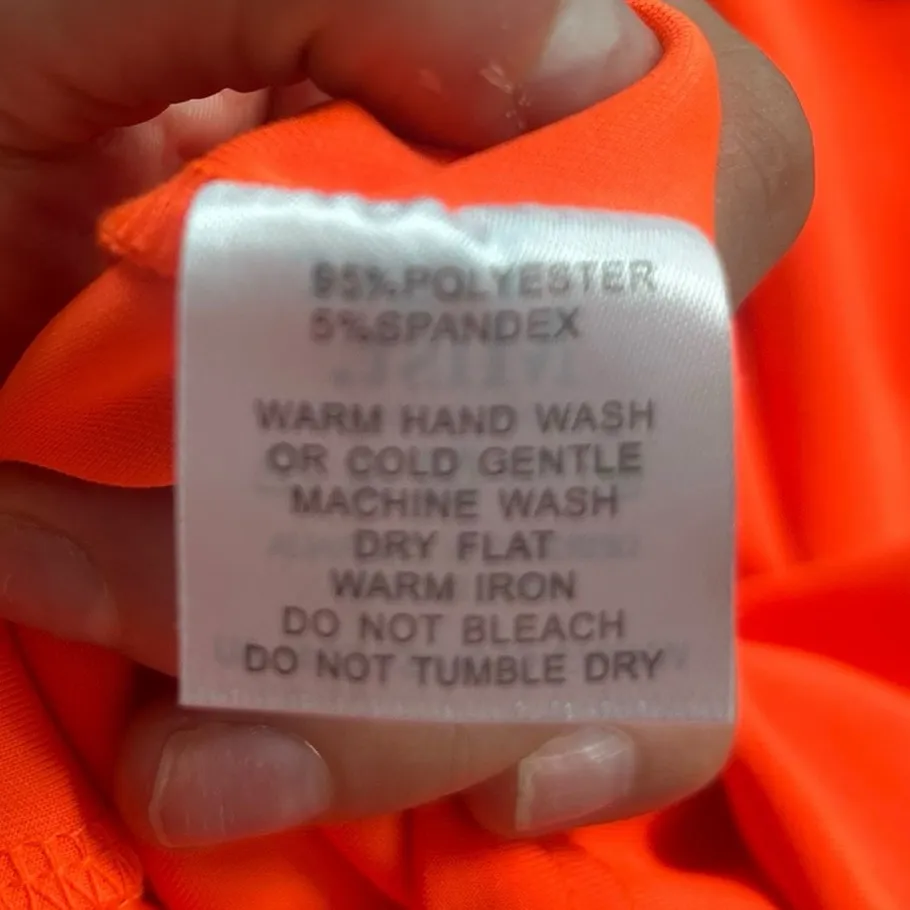 95%POLYESTER
5%SPANDEX
WARM HAND WASH
OR COLD GENTLE
MACHINE WASH
DRY FLAT
WARM IRON
DO NOT BLEACH
DO NOT TUMBLE DRY